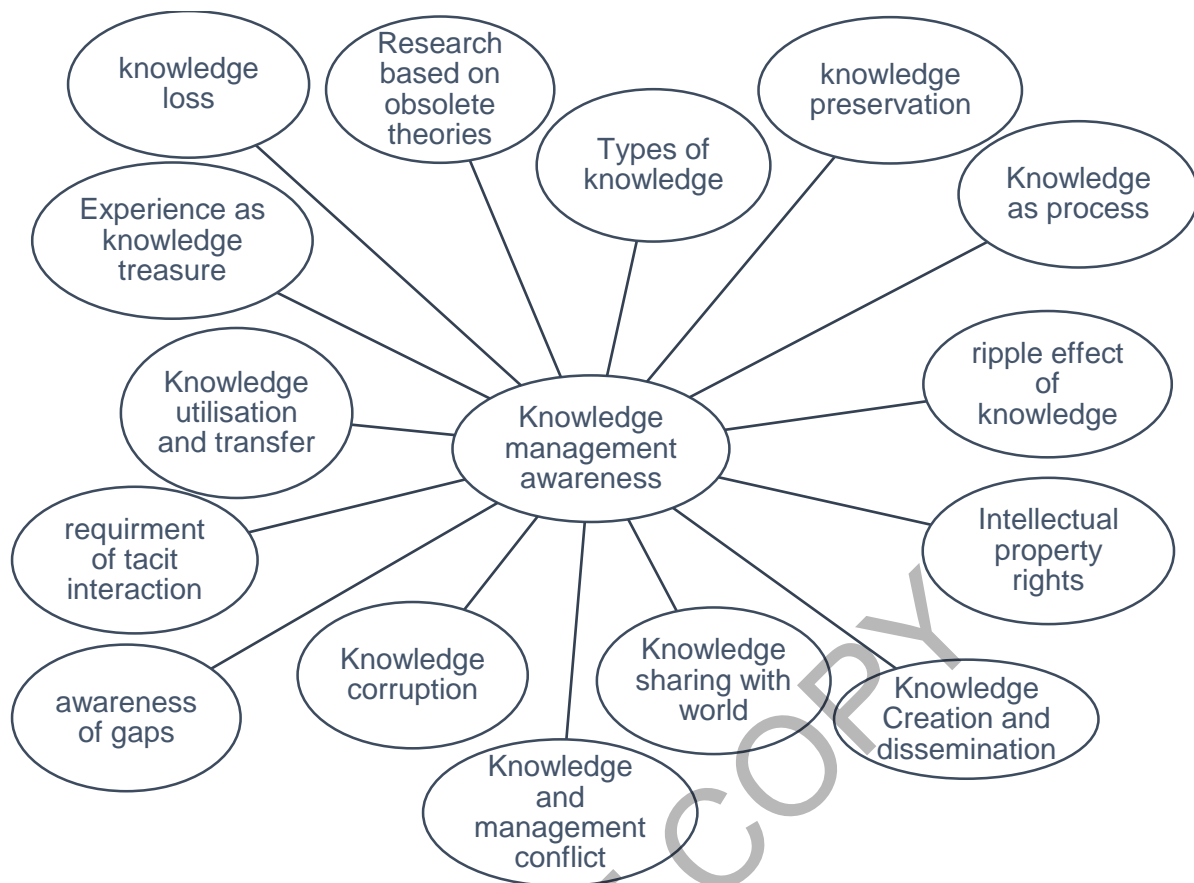 knowledge
loss
Research
based on
obsolete
theories
Types of
knowledge
knowledge
preservation
Knowledge
as process
Experience as
knowledge
treasure
Knowledge
utilisation
and transfer
Knowledge
management
awareness
ripple effect
of
knowledge
requirment
of tacit
interaction
Intellectual
property
rights
awareness
of gaps
Knowledge
corruption
Knowledge
sharing with
world
Knowledge
Creation and
dissemination
Knowledge
and
management
conflict
COPY